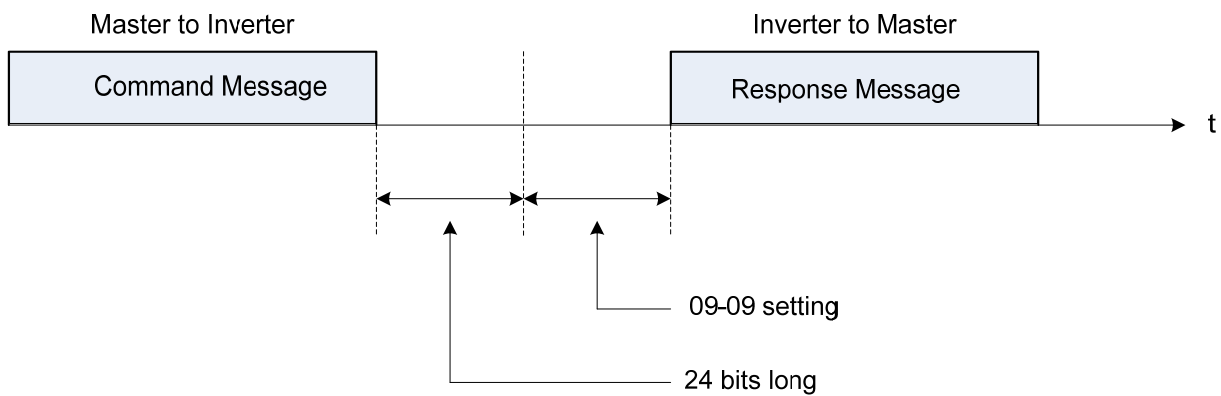 Master to Inverter
Inverter to Master
Command Message
Response Message
t
09-09 setting
24 bits long